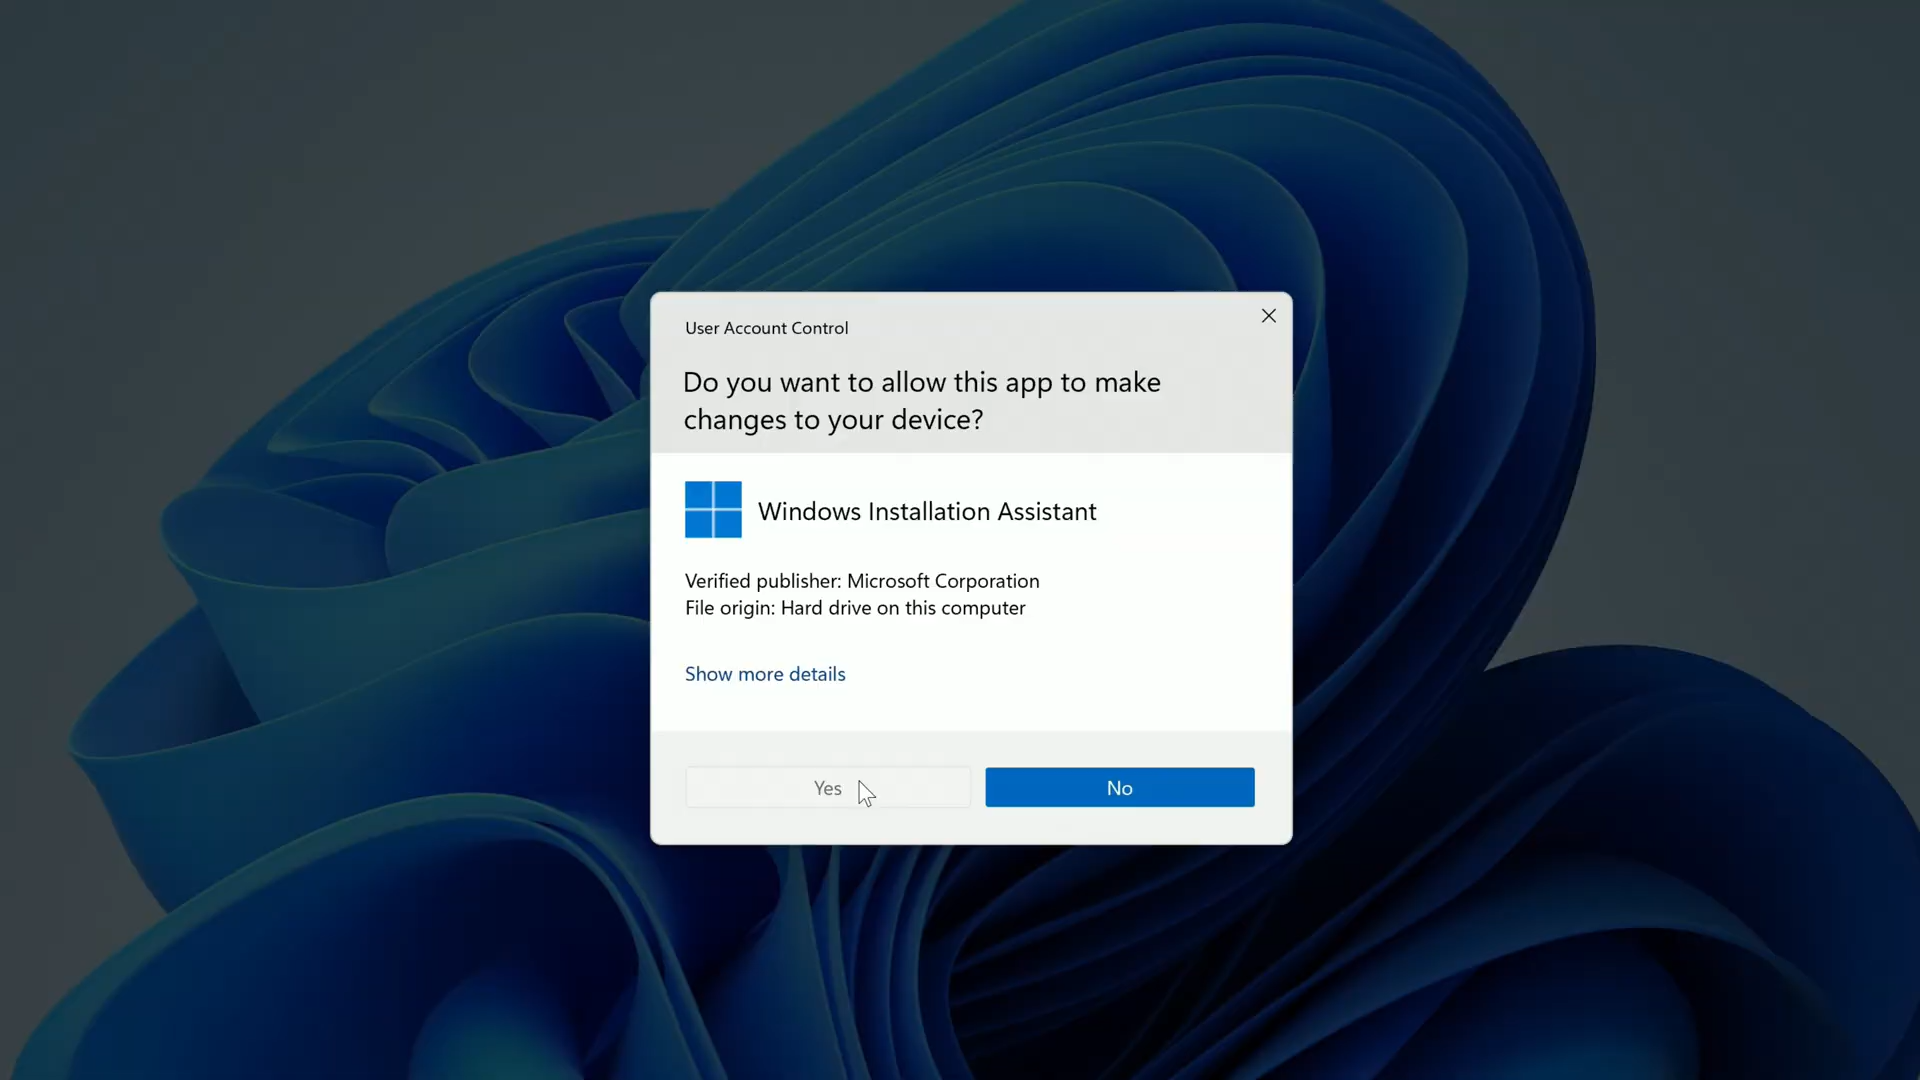 User Account Control
Do you want to allow this app to make
changes to your device?
Windows Installation Assistant
Verified publisher: Microsoft Corporation
File origin: Hard drive on this computer
Show more details
Yes
No